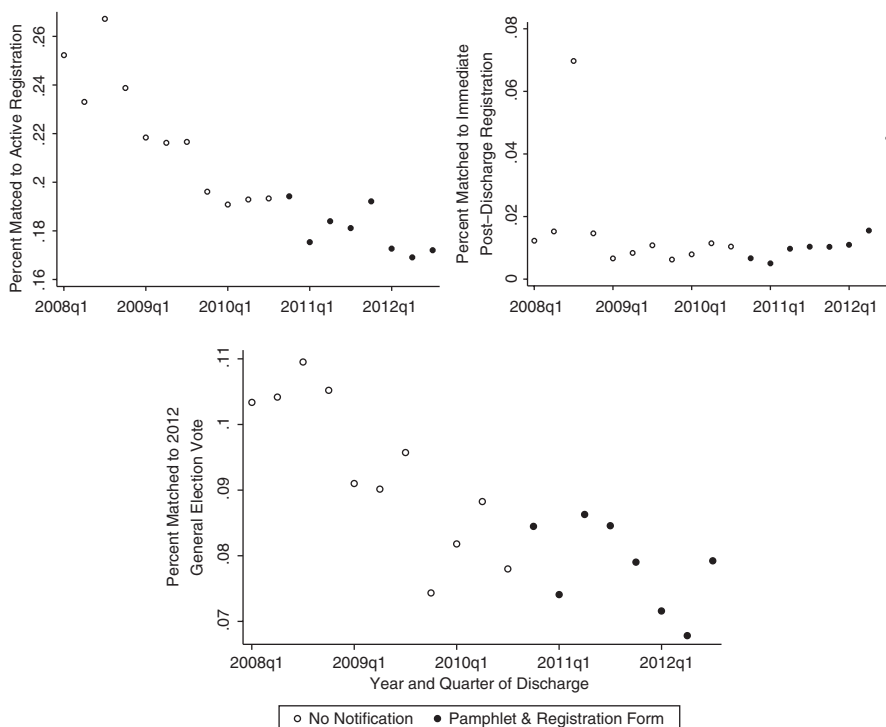 Percent Matced to Active Registration
.26
.24
.22
.2
.18
.16
2008q1 2009q1 2010q1 2011q1 2012q1
Percent Matched to Immediate
Post–Discharge Registration
.08
.06
.04
.02
0
2008q1 2009q1 2010q1 2011q1 2012q1
Percent Matched to 2012
General Election Vote
.11
.1
.09
.08
.07
2008q1 2009q1 2010q1 2011q1 2012q1
Year and Quarter of Discharge
No Notification Pamphlet & Registration Form